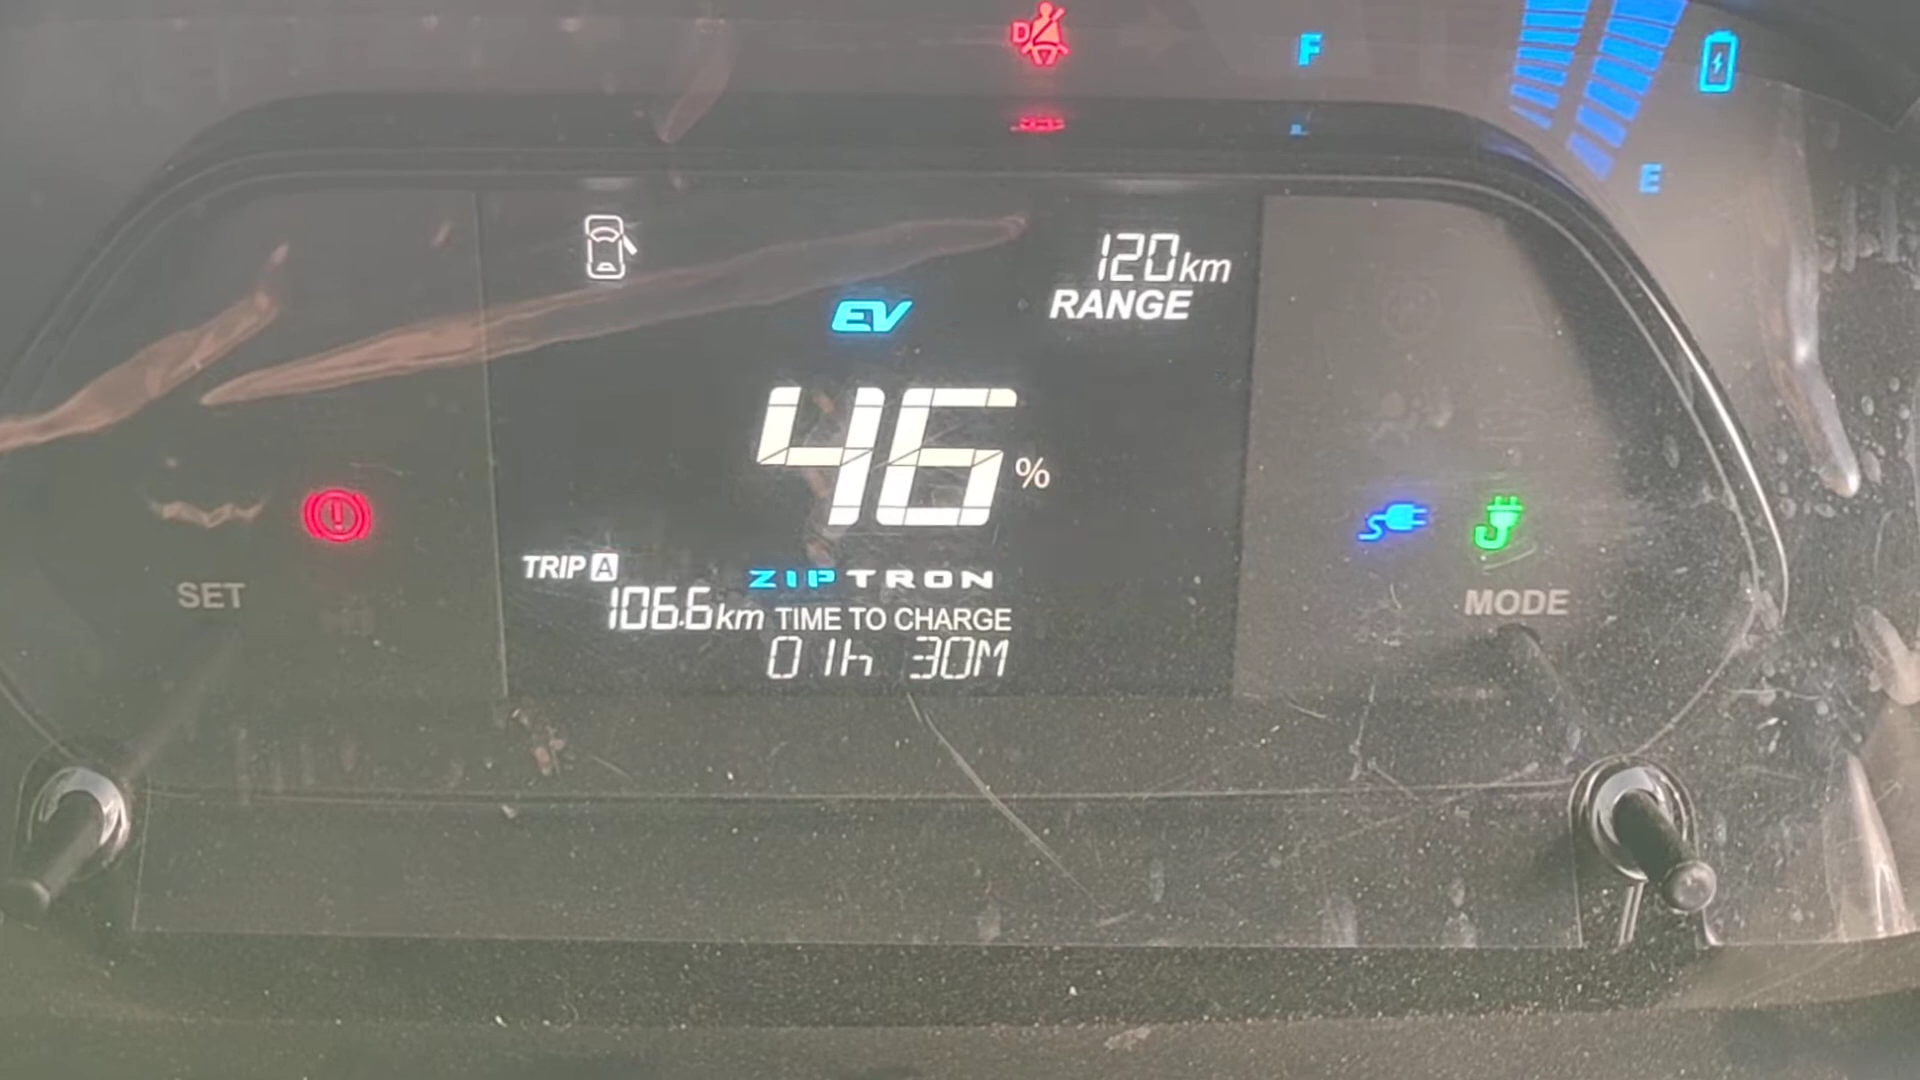 D
F
E
120km
RANGE
EV
46%
TRIP A
ZIPTRON
106.6km TIME TO CHARGE
01h 30M
SET
MODE